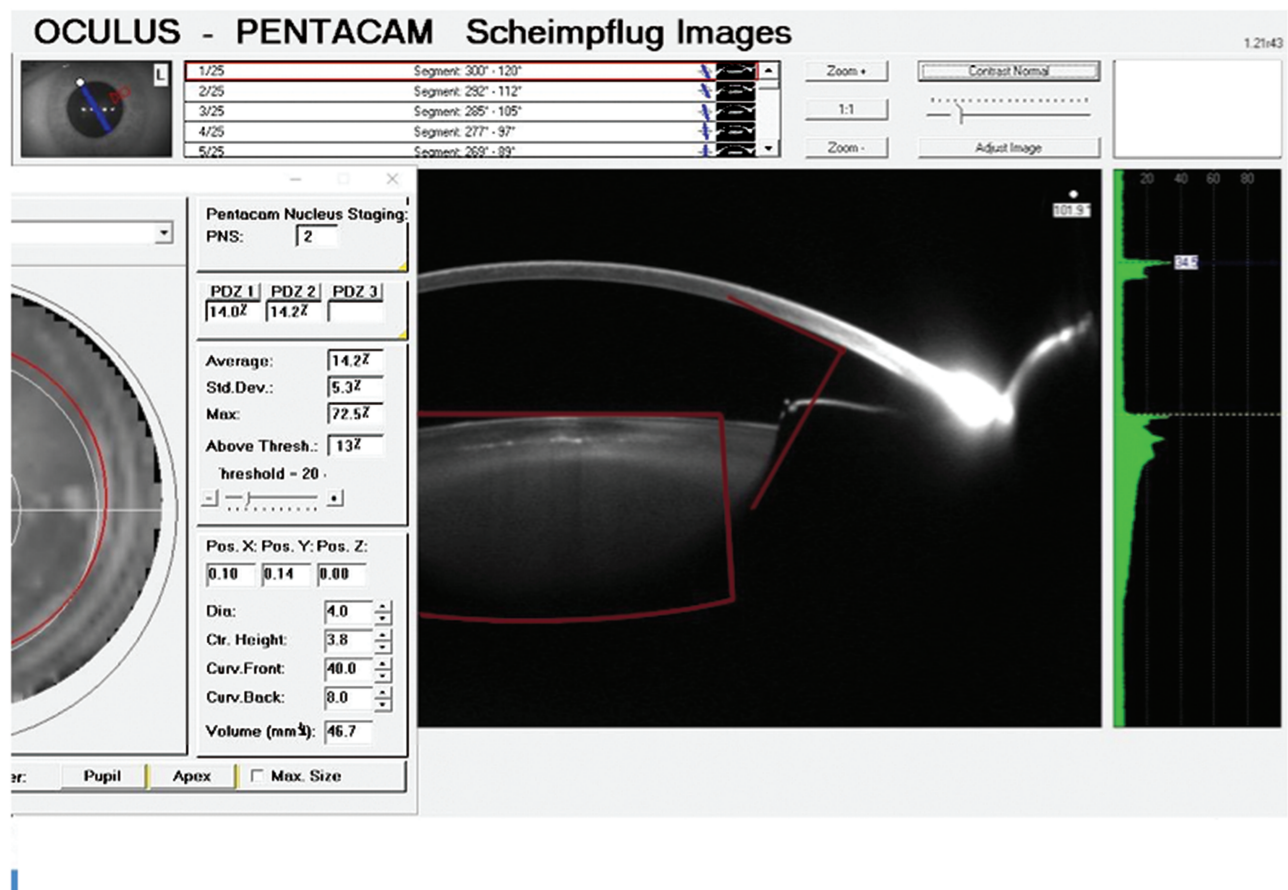 OCULUS - PENTACAM Scheimpflug Images
1.21r43
L
1/25 Segment: 300° - 120°
2/25 Segment: 292° - 112°
3/25 Segment: 285° - 105°
4/25 Segment: 277° - 97°
5/25 Segment: 269° - 89°
Zoom +
1:1
Zoom -
Contrast Normal
Adjust Image
Pentacam Nucleus Staging:
PNS: 2
PDZ 1 PDZ 2 PDZ 3
14.0% 14.2%
Average: 14.2%
Std.Dev.: 5.3%
Max: 72.5%
Above Thresh.: 13%
hreshold = 20
- +
Pos. X: Pos. Y: Pos. Z:
0.10 0.14 0.00
Dia: 4.0
Ctr. Height: 3.8
Curv.Front: 40.0
Curv.Back: 8.0
Volume 46.7
er: Pupil Apex Max. Size
101.9
20 40 60 80
34.5